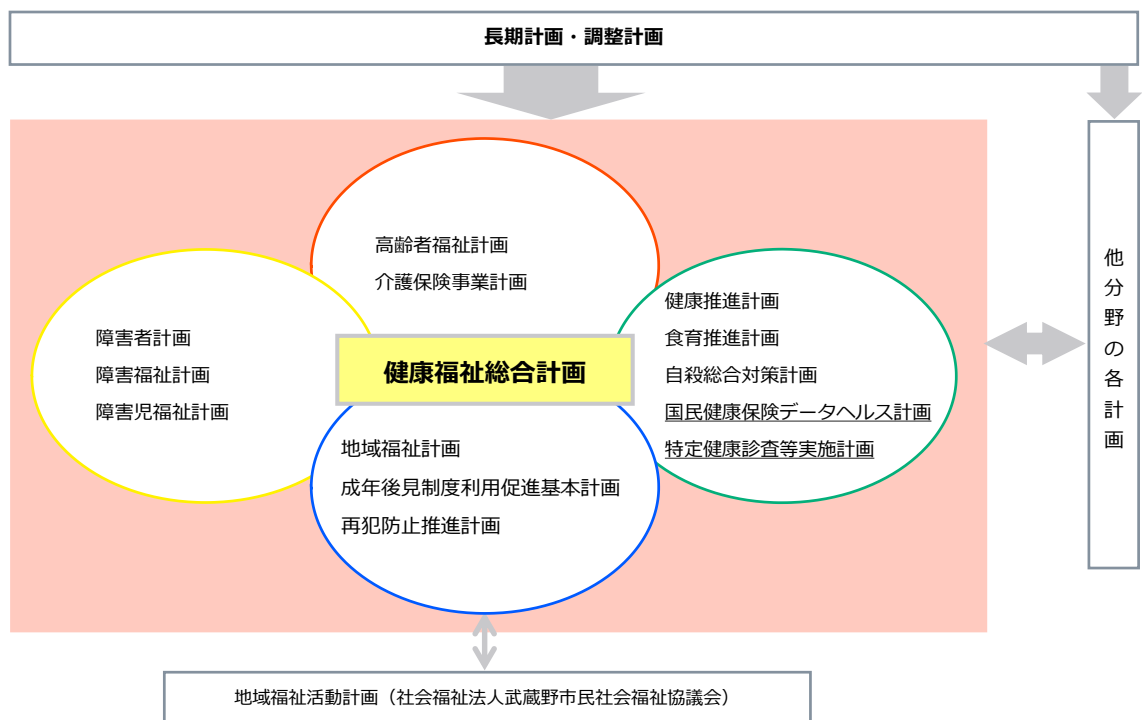 長期計画・調整計画
高齢者福祉計画
介護保険事業計画
障害者計画
障害福祉計画
障害児福祉計画
健康福祉総合計画
健康推進計画
食育推進計画
自殺総合対策計画
国民健康保険データヘルス計画
特定健康診査等実施計画
地域福祉計画
成年後見制度利用促進基本計画
再犯防止推進計画
他分野の各計画
地域福祉活動計画（社会福祉法人武蔵野市民社会福祉協議会）